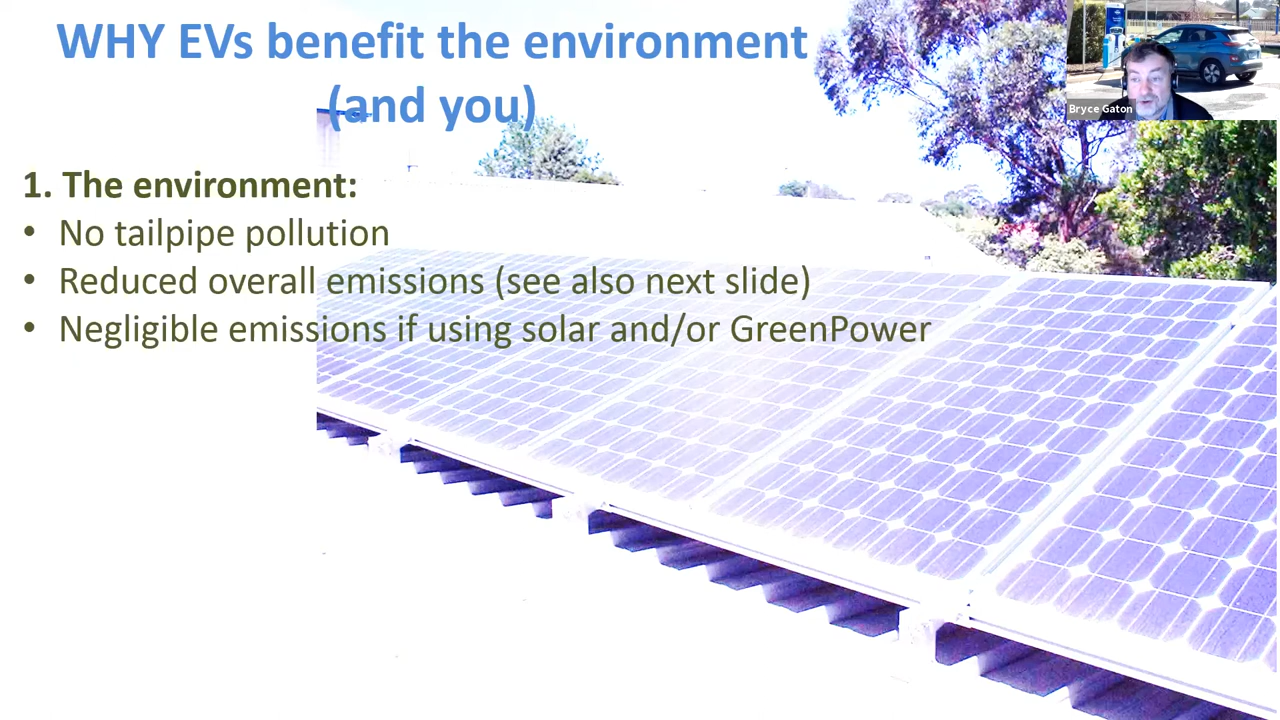 WHY EVs benefit the environment
(and you)
Bryce Gaton
1. The environment:
• No tailpipe pollution
• Reduced overall emissions (see also next slide)
• Negligible emissions if using solar and/or GreenPower